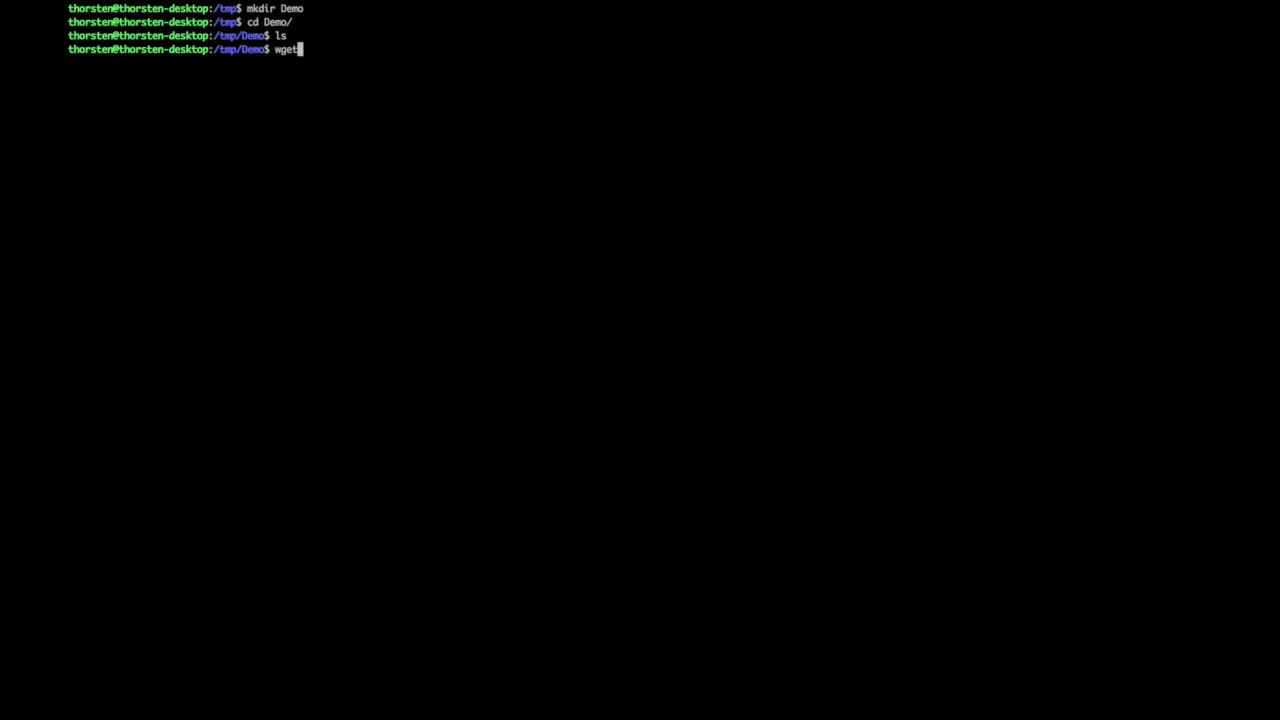 thorsten@thorsten-desktop:/tmp$ mkdir Demo
thorsten@thorsten-desktop:/tmp$ cd Demo/
thorsten@thorsten-desktop:/tmp/Demo$ ls
thorsten@thorsten-desktop:/tmp/Demo$ wget